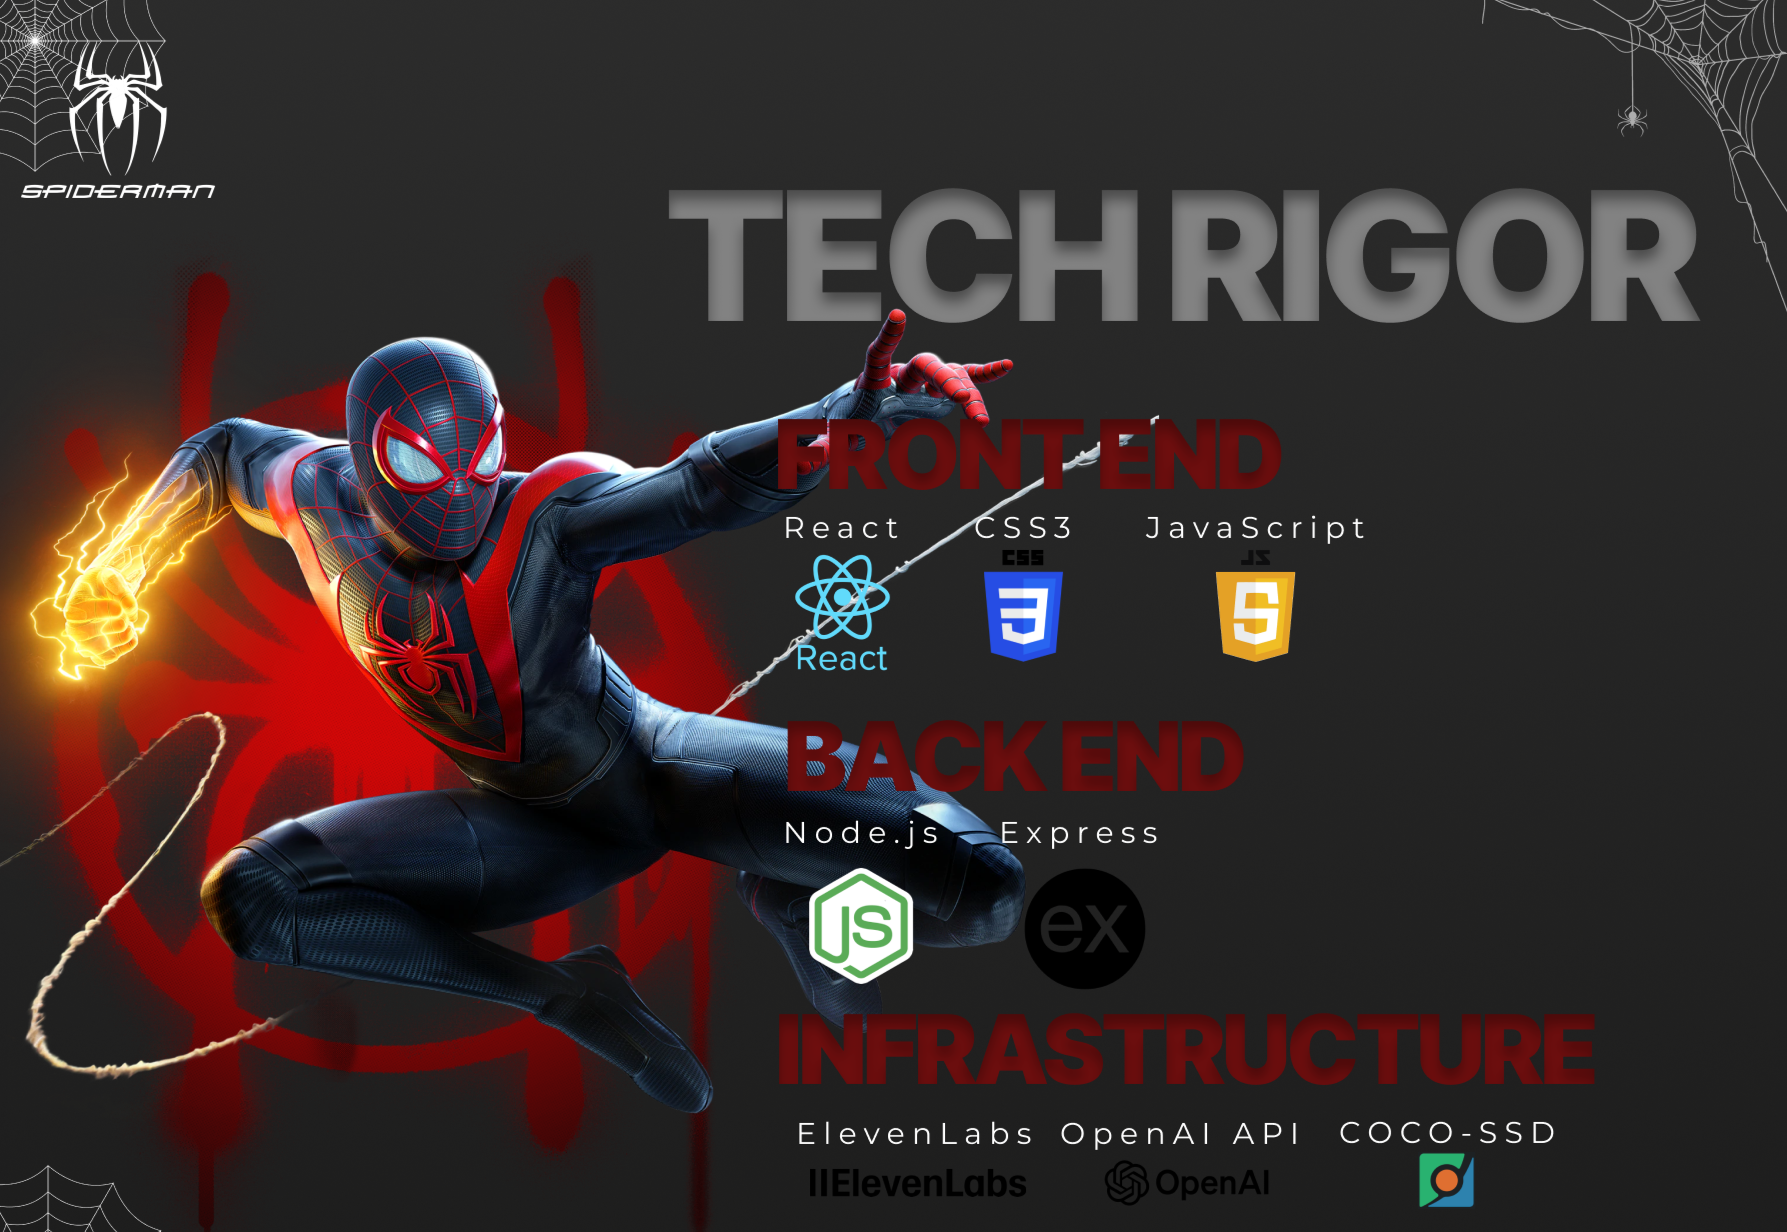 SPIDERMAN
TECH RIGOR
FRONT END
React CSS3 JavaScript
CSS JS
React
BACK END
Node.js Express
JS ex
INFRASTRUCTURE
ElevenLabs OpenAI API COCO-SSD
IIElevenLabs OpenAI